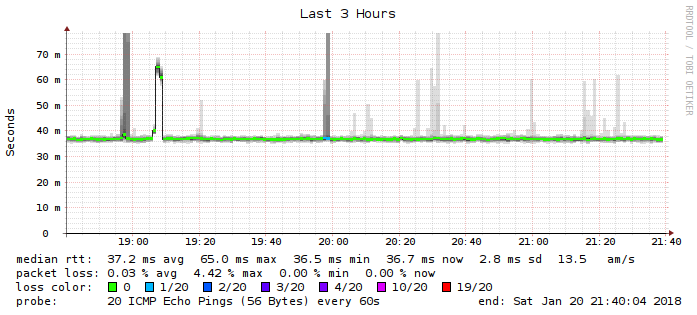 Last 3 Hours
RRDTOOL / TOBI OETIKER
Seconds
70 m
60 m
50 m
40 m
30 m
20 m
10 m
0
19:00 19:20 19:40 20:00 20:20 20:40 21:00 21:20 21:40
median rtt: 37.2 ms avg 65.0 ms max 36.5 ms min 36.7 ms now 2.8 ms sd 13.5 am/s
packet loss: 0.03 % avg 4.42 % max 0.00 % min 0.00 % now
loss color: 0 1/20 2/20 3/20 4/20 10/20 19/20
probe: 20 ICMP Echo Pings (56 Bytes) every 60s end: Sat Jan 20 21:40:04 2018